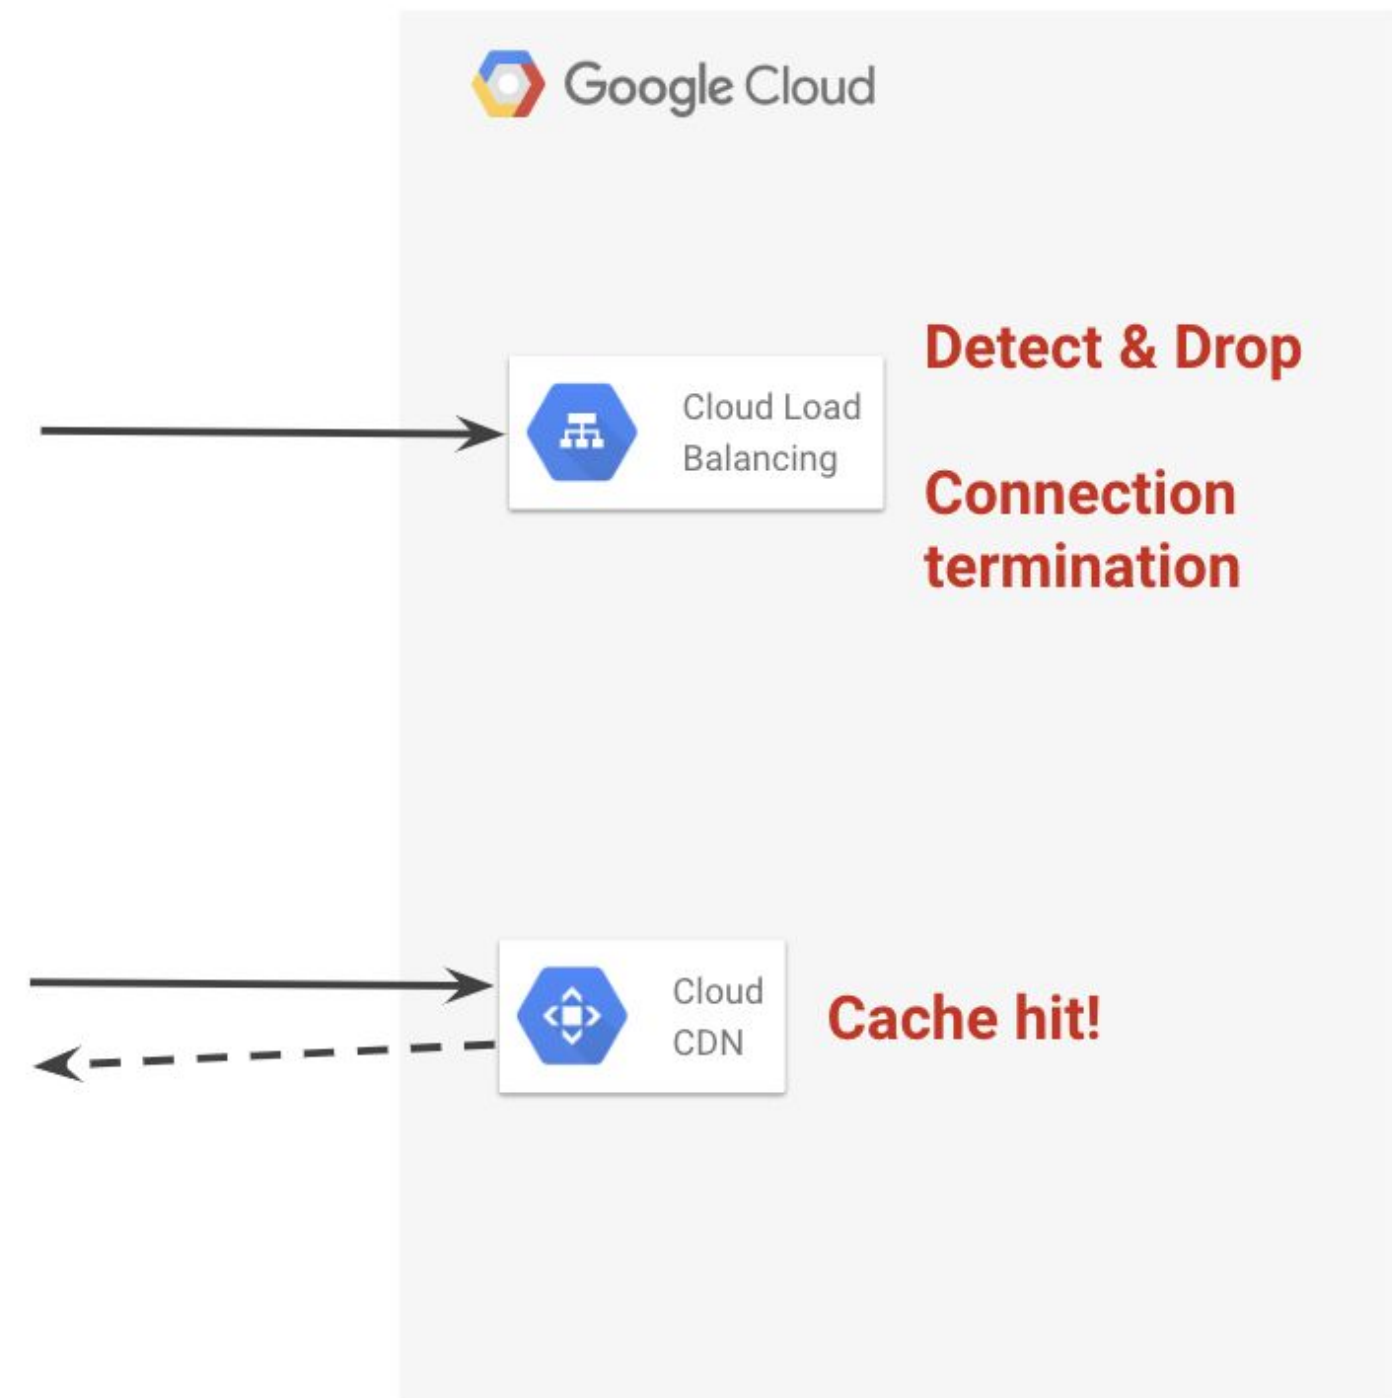 Google Cloud
Detect & Drop
Cloud Load
Balancing
Connection
termination
Cloud
CDN
Cache hit!